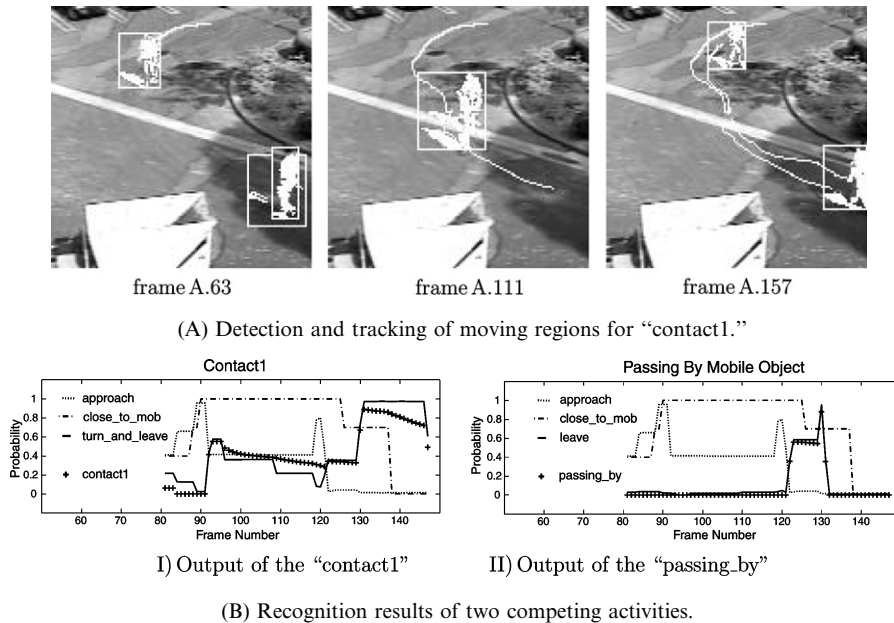 frame A.63
frame A.111
frame A.157
(A) Detection and tracking of moving regions for “contact1.”
Contact1
Passing By Mobile Object
approach
close_to_mob
turn_and_leave
contact1
approach
close_to_mob
leave
passing_by
Probability
1
0.8
0.6
0.4
0.2
0
60 70 80 90 100 110 120 130 140
Frame Number
Probability
1
0.8
0.6
0.4
0.2
0
60 70 80 90 100 110 120 130 140
Frame Number
I) Output of the “contact1”
II) Output of the “passing_by”
(B) Recognition results of two competing activities.